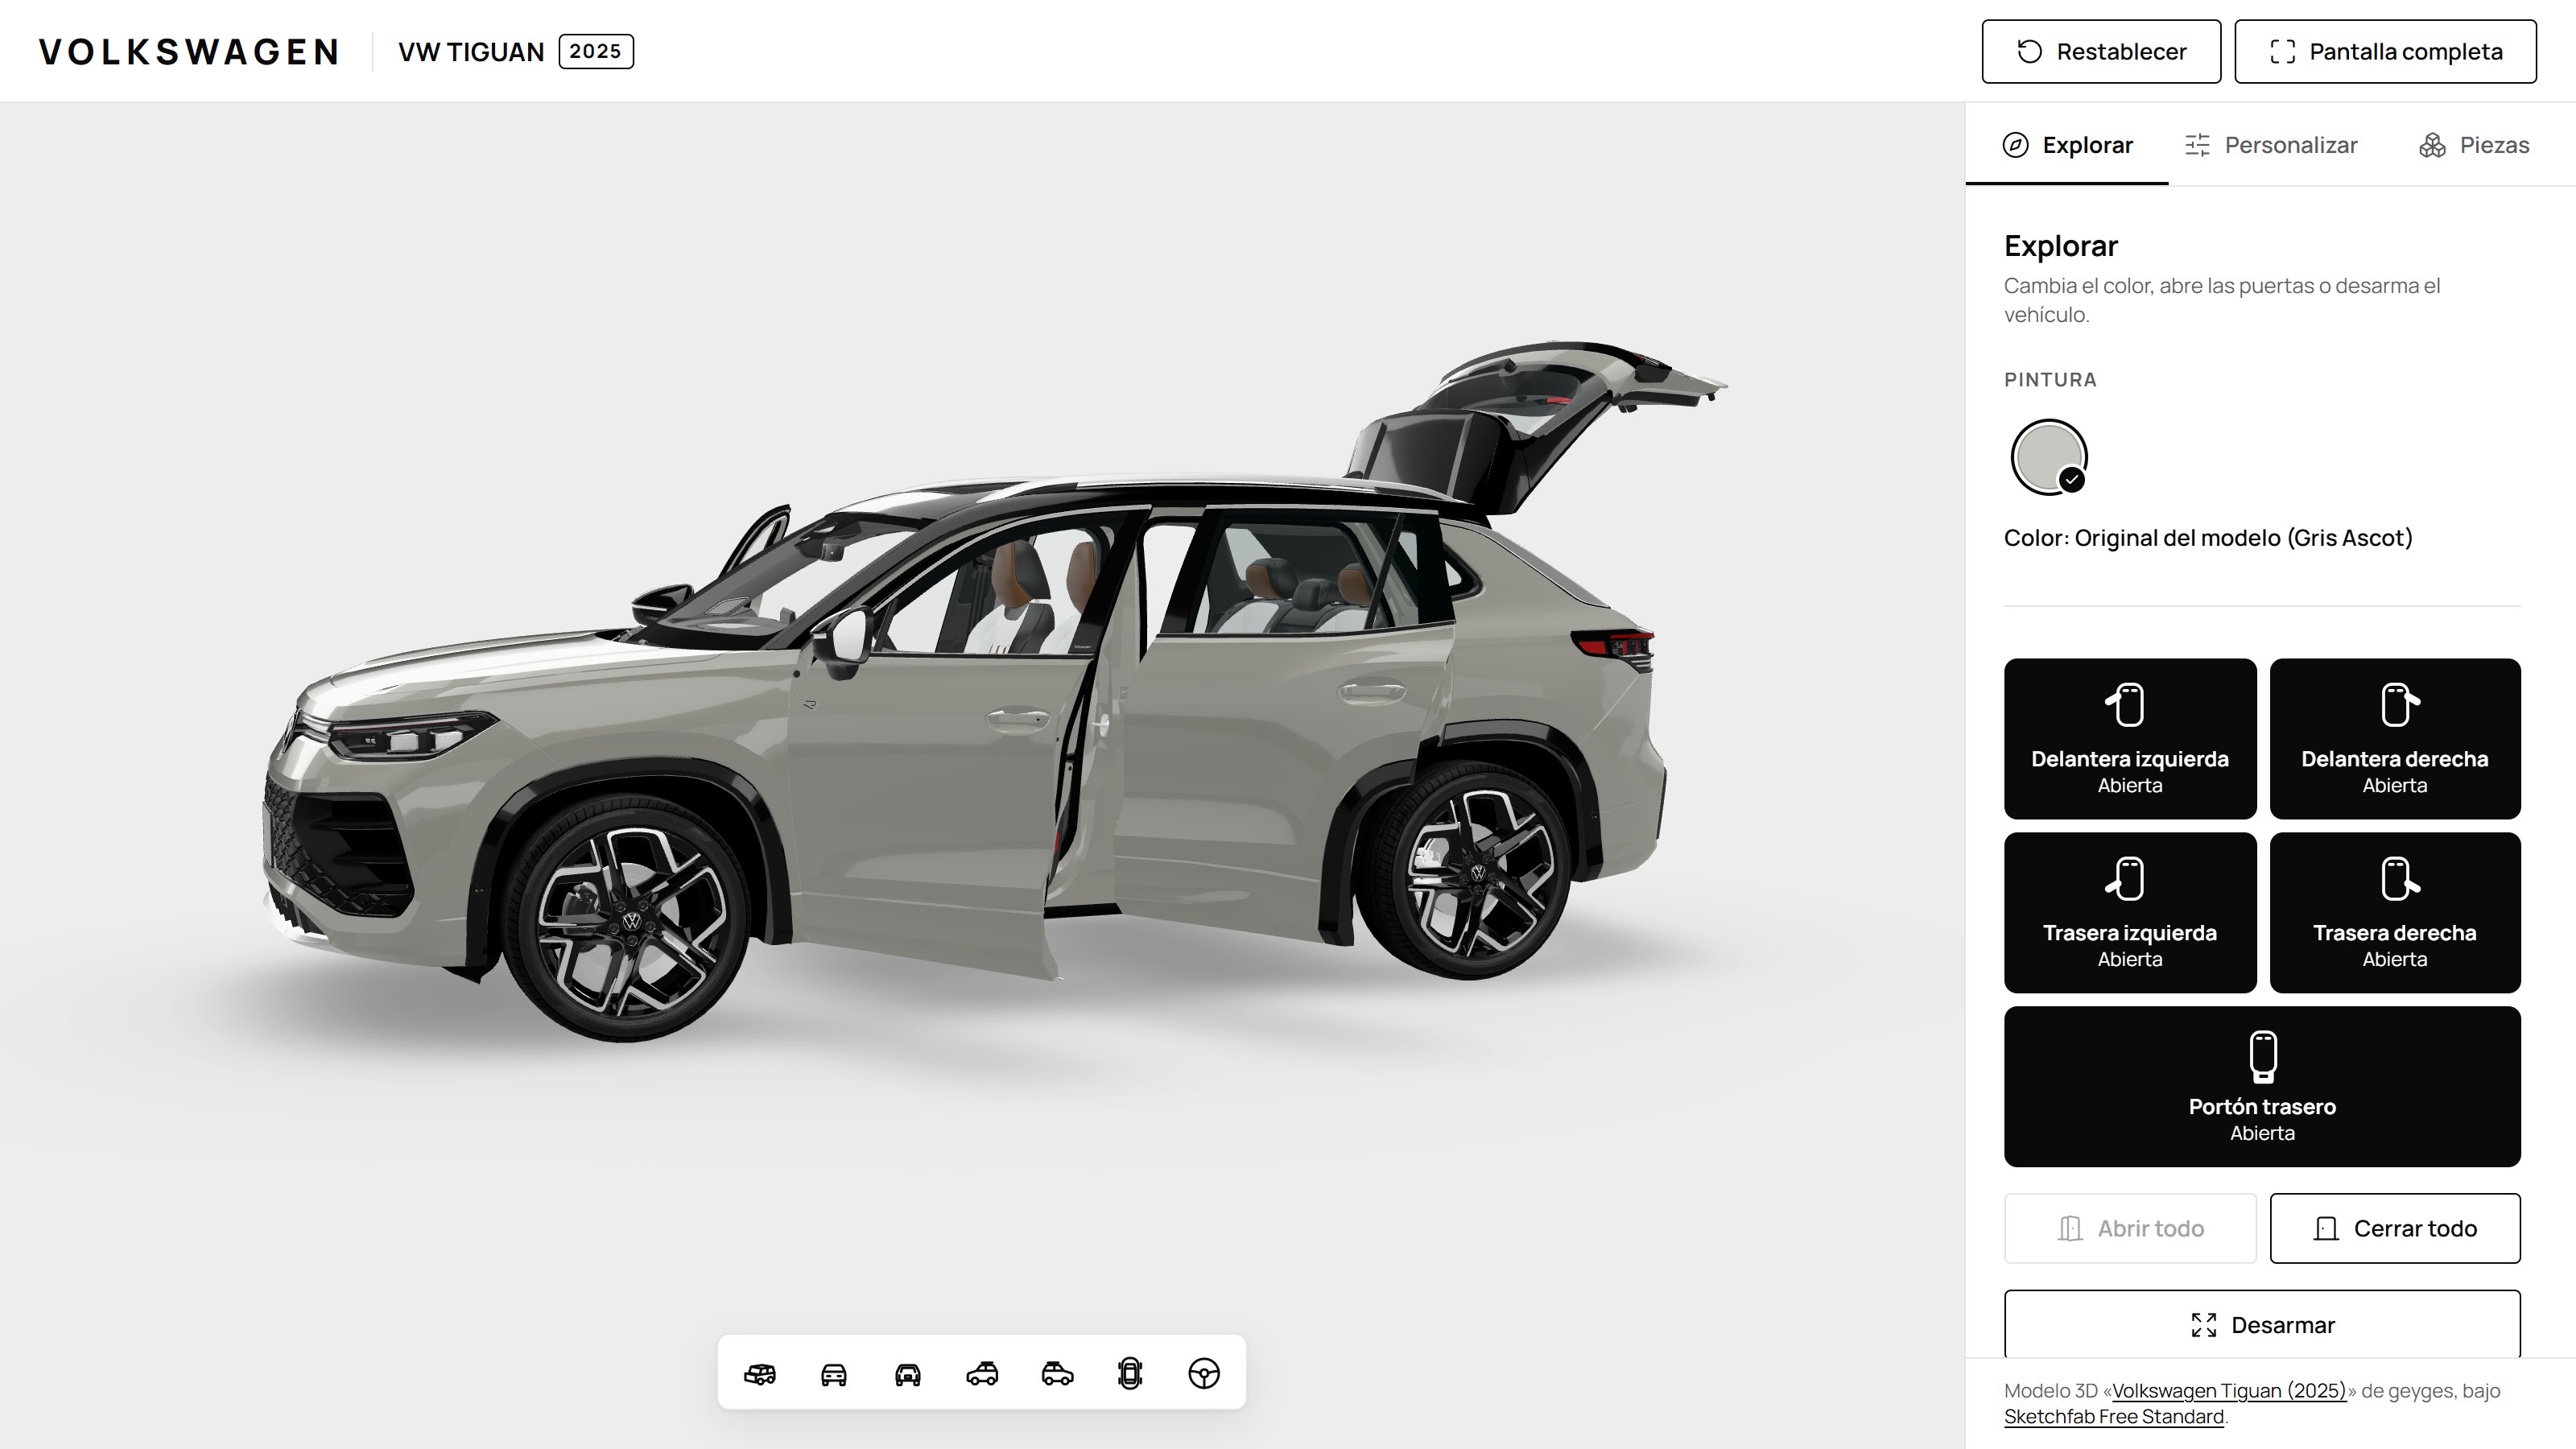 VOLKSWAGEN
VW TIGUAN
2025
Restablecer
Pantalla completa
Explorar
Personalizar
Piezas
Explorar
Cambia el color, abre las puertas o desarma el
vehículo.
PINTURA
Color: Original del modelo (Gris Ascot)
Delantera izquierda
Abierta
Delantera derecha
Abierta
Trasera izquierda
Abierta
Trasera derecha
Abierta
Portón trasero
Abierta
Abrir todo
Cerrar todo
Desarmar
Modelo 3D «Volkswagen Tiguan (2025)» de geyges, bajo
Sketchfab Free Standard.